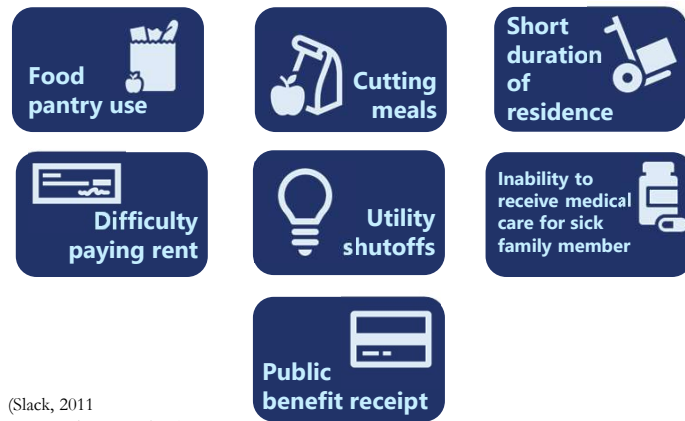 Food
pantry use
Cutting
meals
Short
duration
of
residence
Difficulty
paying rent
Utility
shutoffs
Inability to
receive medical
care for sick
family member
Public
benefit receipt
(Slack, 2011